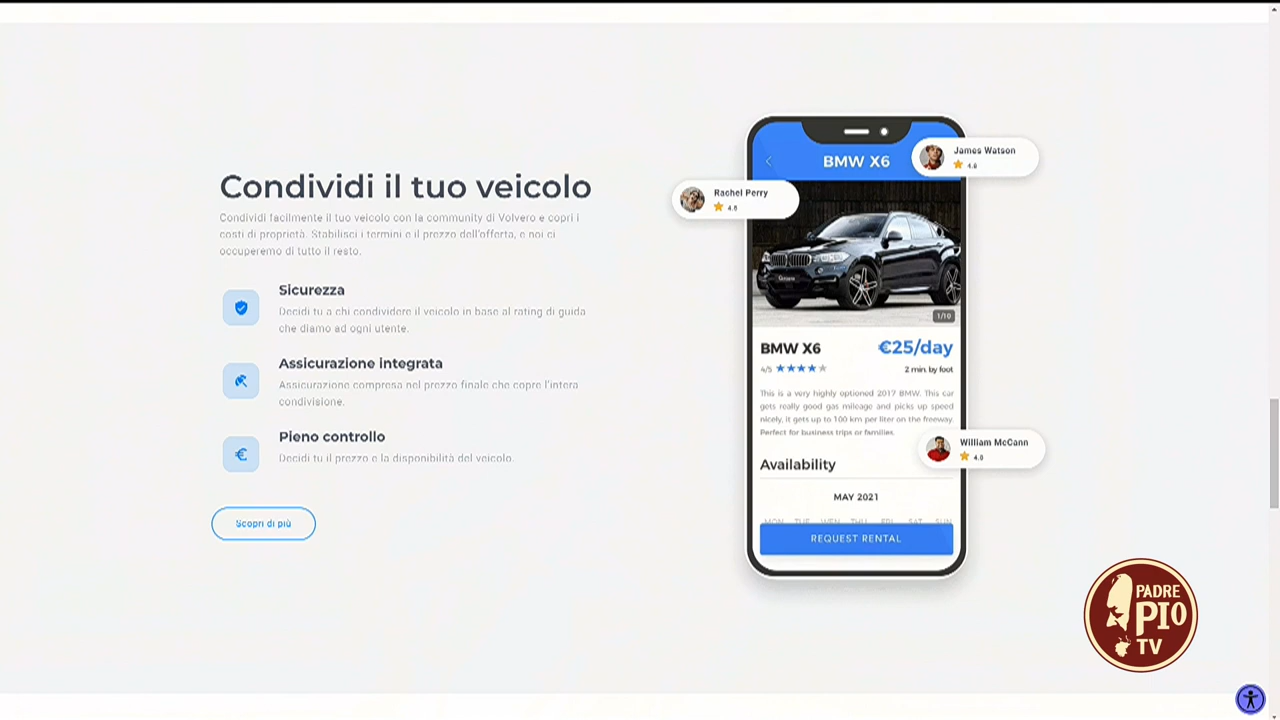 Condividi il tuo veicolo
Condividi facilmente il tuo veicolo con la community di Volvero e copri i
costi di proprietà. Stabilisci i termini e il prezzo dell'offerta, e noi ci
occuperemo di tutto il resto.
Sicurezza
Decidi tu a chi condividere il veicolo in base al rating di guida
che diamo ad ogni utente.
Assicurazione integrata
Assicurazione compresa nel prezzo finale che copre l'intera
condivisione.
Pieno controllo
Decidi tu il prezzo e la disponibilità del veicolo.
Scopri di più
BMW X6
James Watson
4.8
Rachel Perry
4.8
1/10
BMW X6
€25/day
4/5
2 min. by foot
This is a very highly optioned 2017 BMW. This car
gets really good gas mileage and picks up speed
nicely, it gets up to 100 km per liter on the freeway.
Perfect for business trips or families.
William McCann
4.8
Availability
MAY 2021
MON TUE WEN THU FRI SAT SUN
REQUEST RENTAL
PADRE
PIO
TV